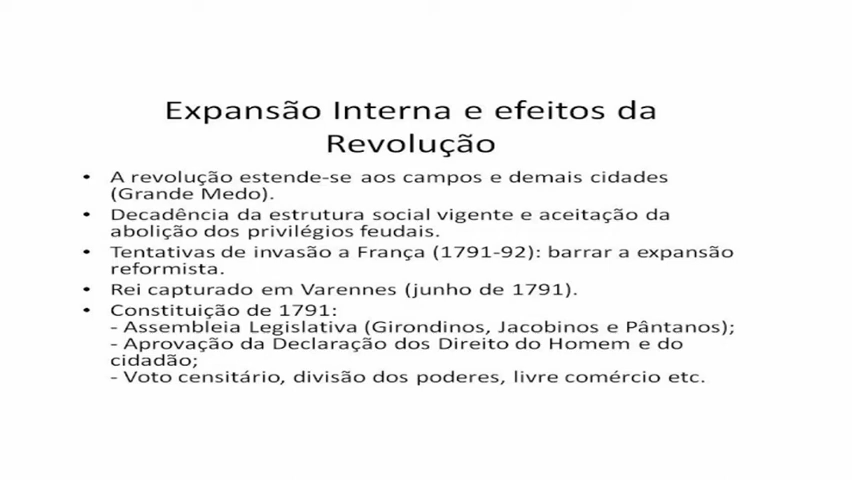 Expansão Interna e efeitos da
Revolução
• A revolução estende-se aos campos e demais cidades
(Grande Medo).
• Decadência da estrutura social vigente e aceitação da
abolição dos privilégios feudais.
• Tentativas de invasão a França (1791-92): barrar a expansão
reformista.
• Rei capturado em Varennes (junho de 1791).
• Constituição de 1791:
- Assembleia Legislativa (Girondinos, Jacobinos e Pântanos);
- Aprovação da Declaração dos Direito do Homem e do
cidadão;
- Voto censitário, divisão dos poderes, livre comércio etc.